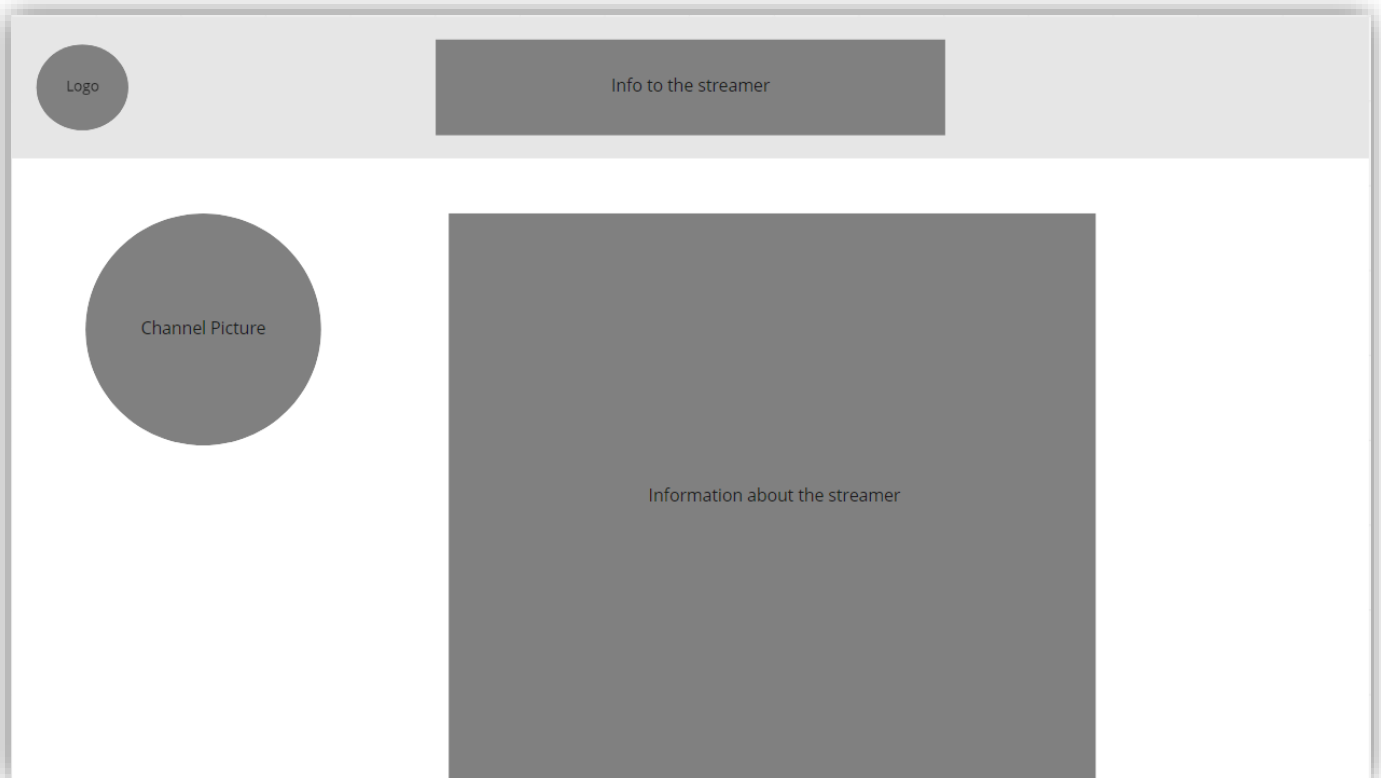 Logo
Info to the streamer
Channel Picture
Information about the streamer